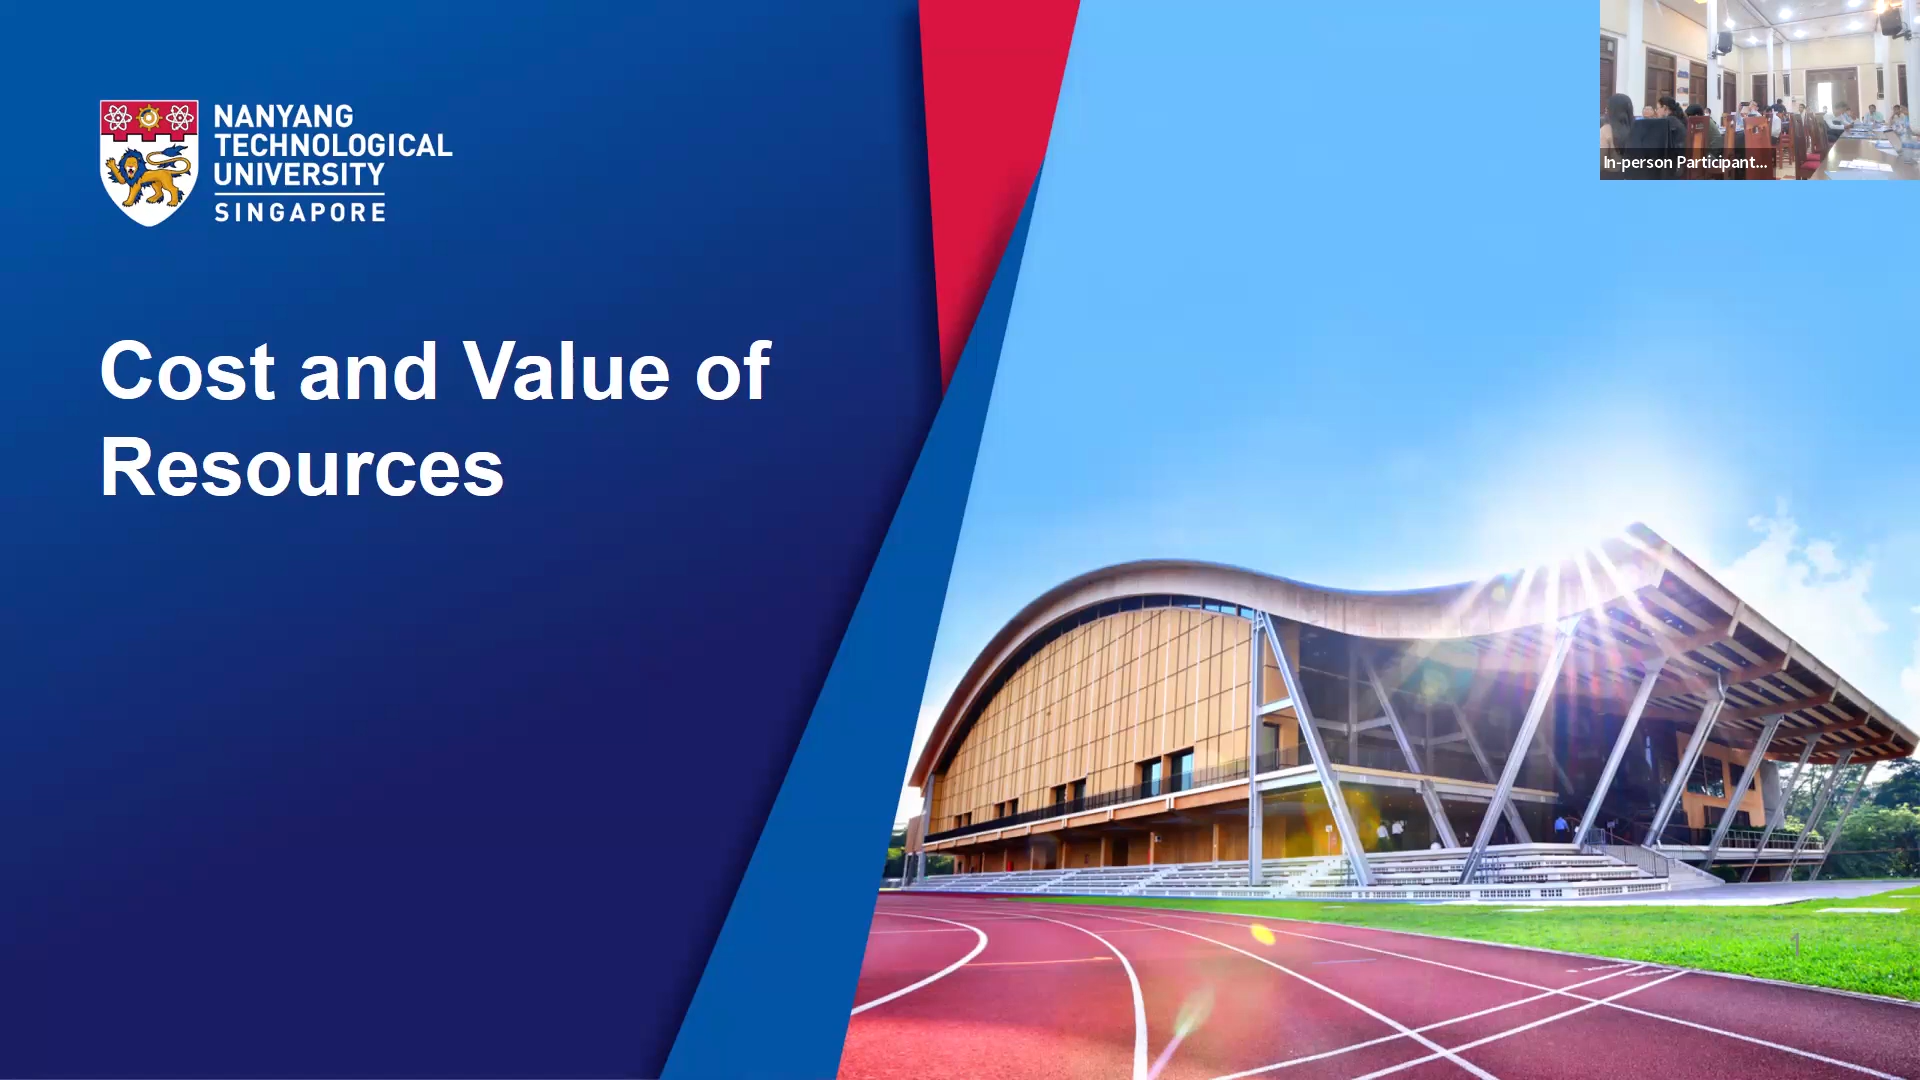 NANYANG
TECHNOLOGICAL
UNIVERSITY
SINGAPORE
Cost and Value of
Resources
In-person Participant...
1